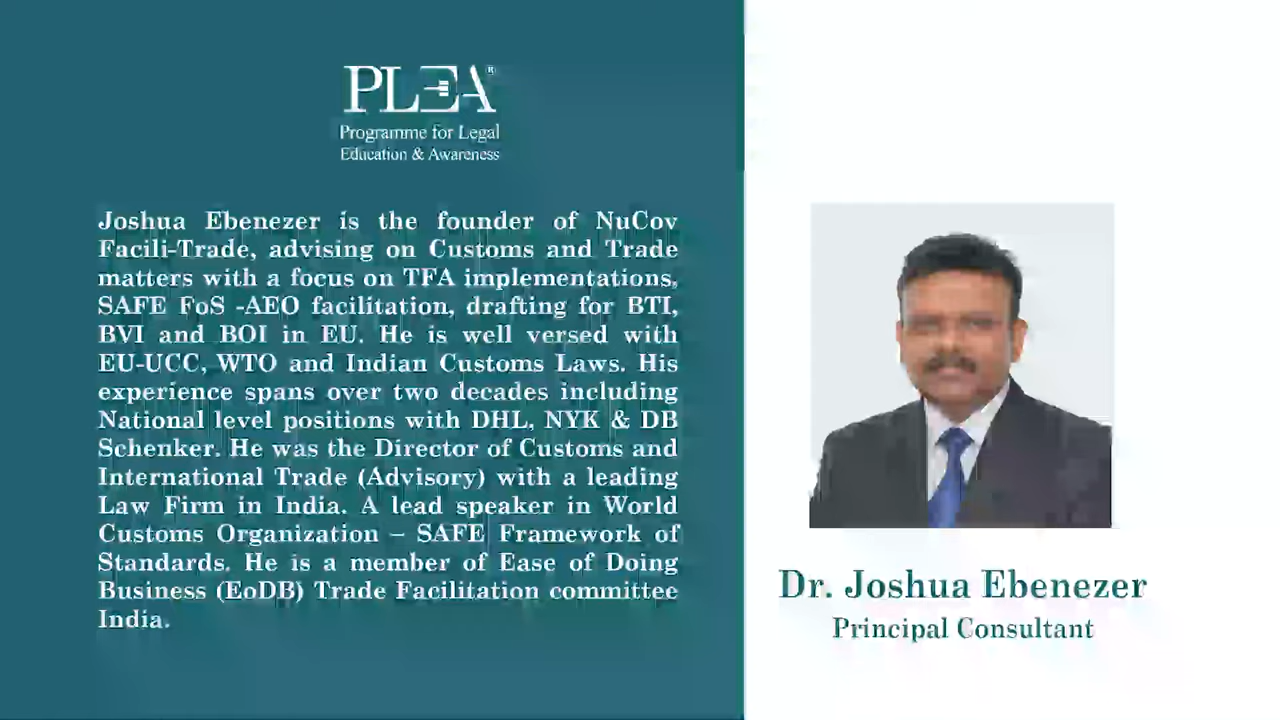 PLEA®
Programme for Legal
Education & Awareness
Joshua Ebenezer is the founder of NuCov
Facili-Trade, advising on Customs and Trade
matters with a focus on TFA implementations,
SAFE FoS -AEO facilitation, drafting for BTI,
BVI and BOI in EU. He is well versed with
EU-UCC, WTO and Indian Customs Laws. His
experience spans over two decades including
National level positions with DHL, NYK & DB
Schenker. He was the Director of Customs and
International Trade (Advisory) with a leading
Law Firm in India. A lead speaker in World
Customs Organization – SAFE Framework of
Standards. He is a member of Ease of Doing
Business (EoDB) Trade Facilitation committee
India.
Dr. Joshua Ebenezer
Principal Consultant